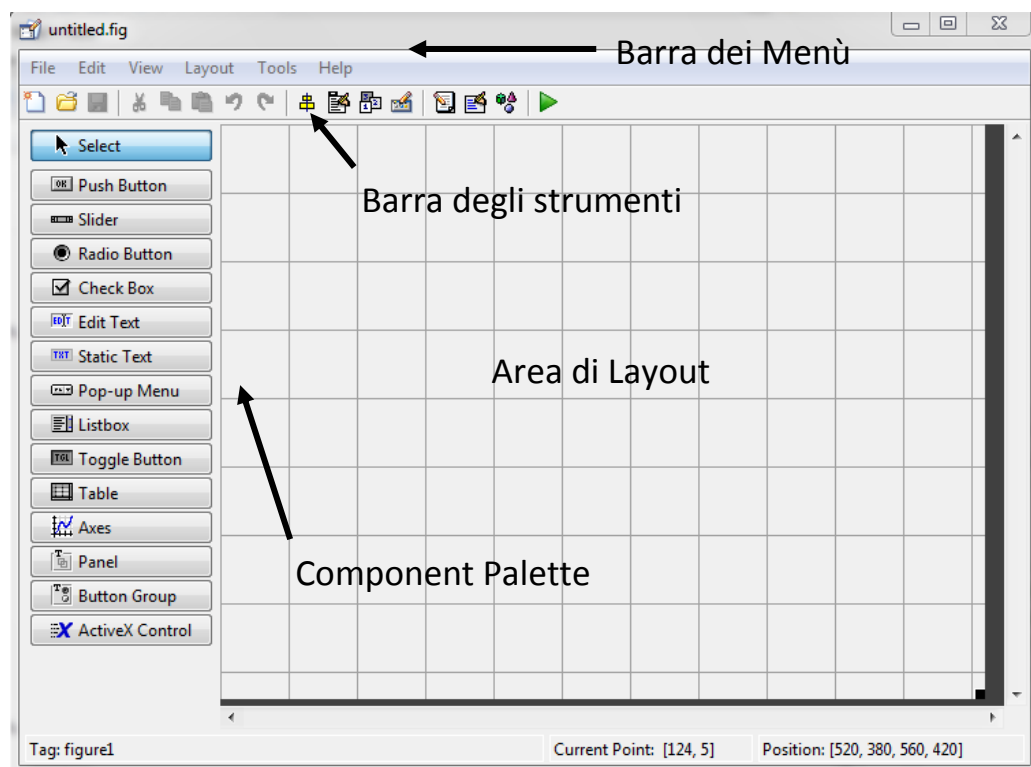 untitled.fig
Barra dei Menù
File Edit View Layout Tools Help
Select
Push Button
Barra degli strumenti
Slider
Radio Button
Check Box
Edit Text
Static Text
Area di Layout
Pop-up Menu
Listbox
Toggle Button
Table
Axes
Panel
Component Palette
Button Group
ActiveX Control
Tag: figure1 Current Point: [124, 5] Position: [520, 380, 560, 420]